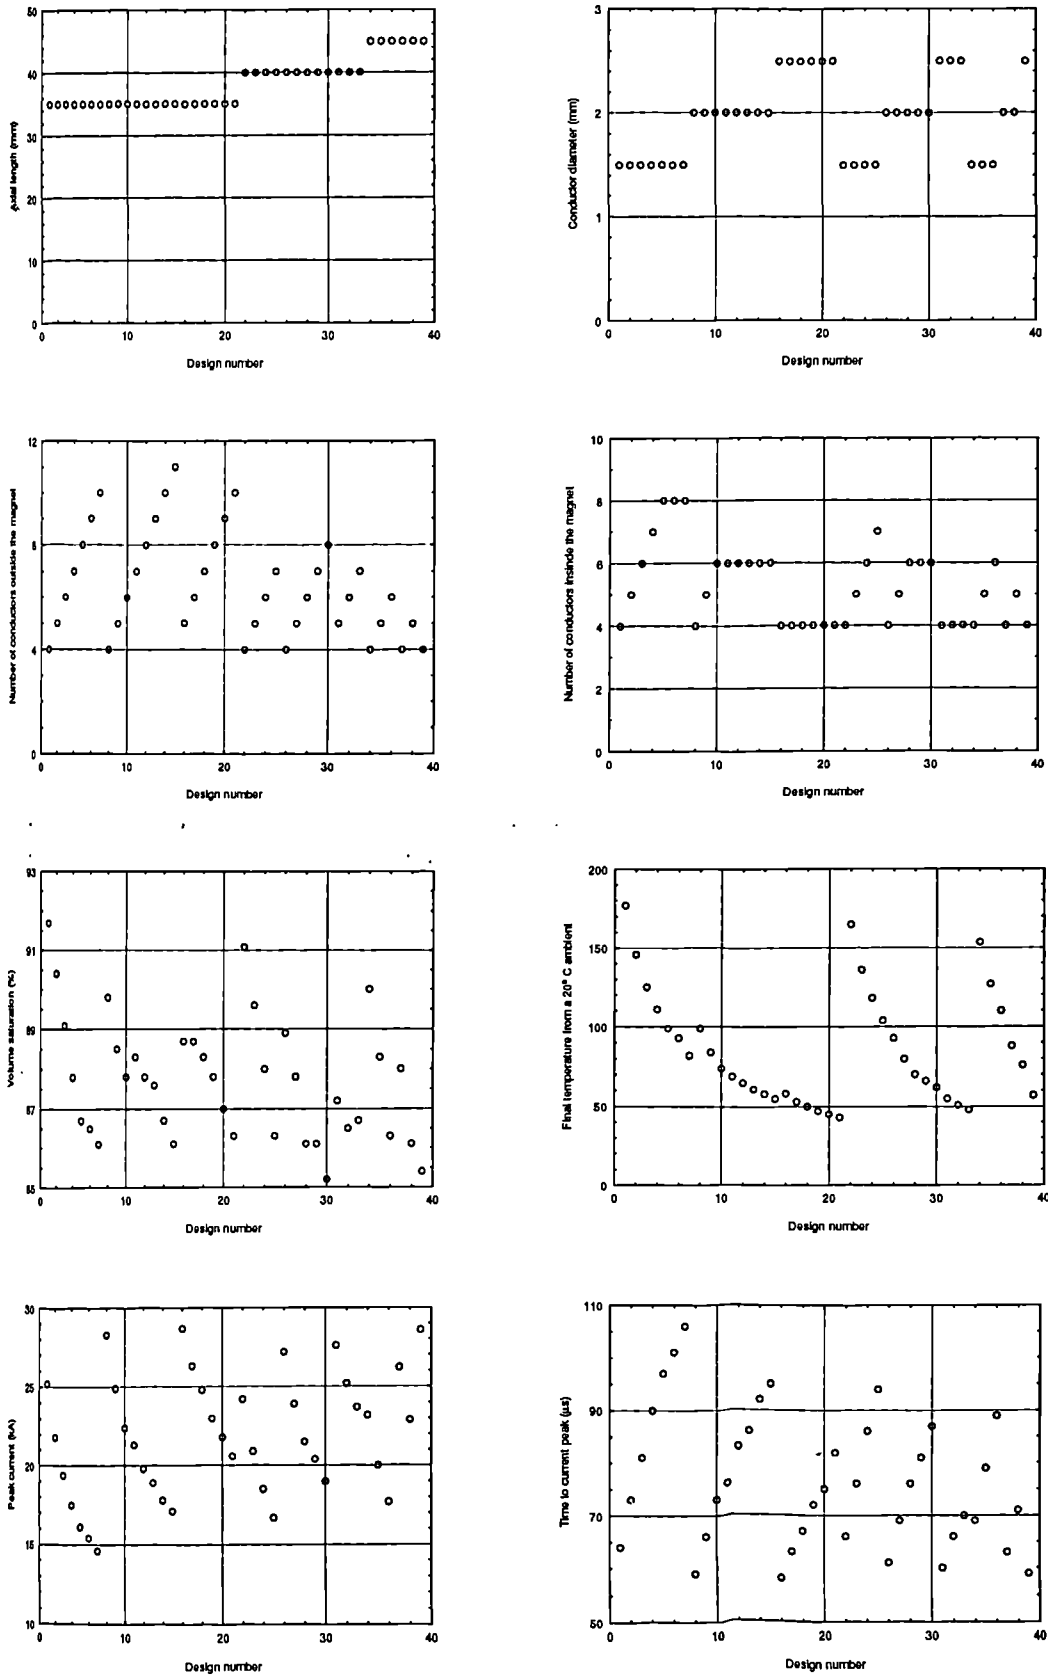 50
40
30
20
10
0
Axial length (mm)
0 10 20 30 40
Design number
3
2
1
0
Conductor diameter (mm)
0 10 20 30 40
Design number
12
8
4
0
Number of conductors outside the magnet
0 10 20 30 40
Design number
10
8
6
4
2
0
Number of conductors insinde the magnet
0 10 20 30 40
Design number
93
91
89
87
85
Volume saturation (%)
0 10 20 30 40
Design number
200
150
100
50
0
Final temperature from a 20° C ambient
0 10 20 30 40
Design number
30
25
20
15
10
Peak current (kA)
0 10 20 30 40
Design number
110
90
70
50
Time to current peak (μs)
0 10 20 30 40
Design number